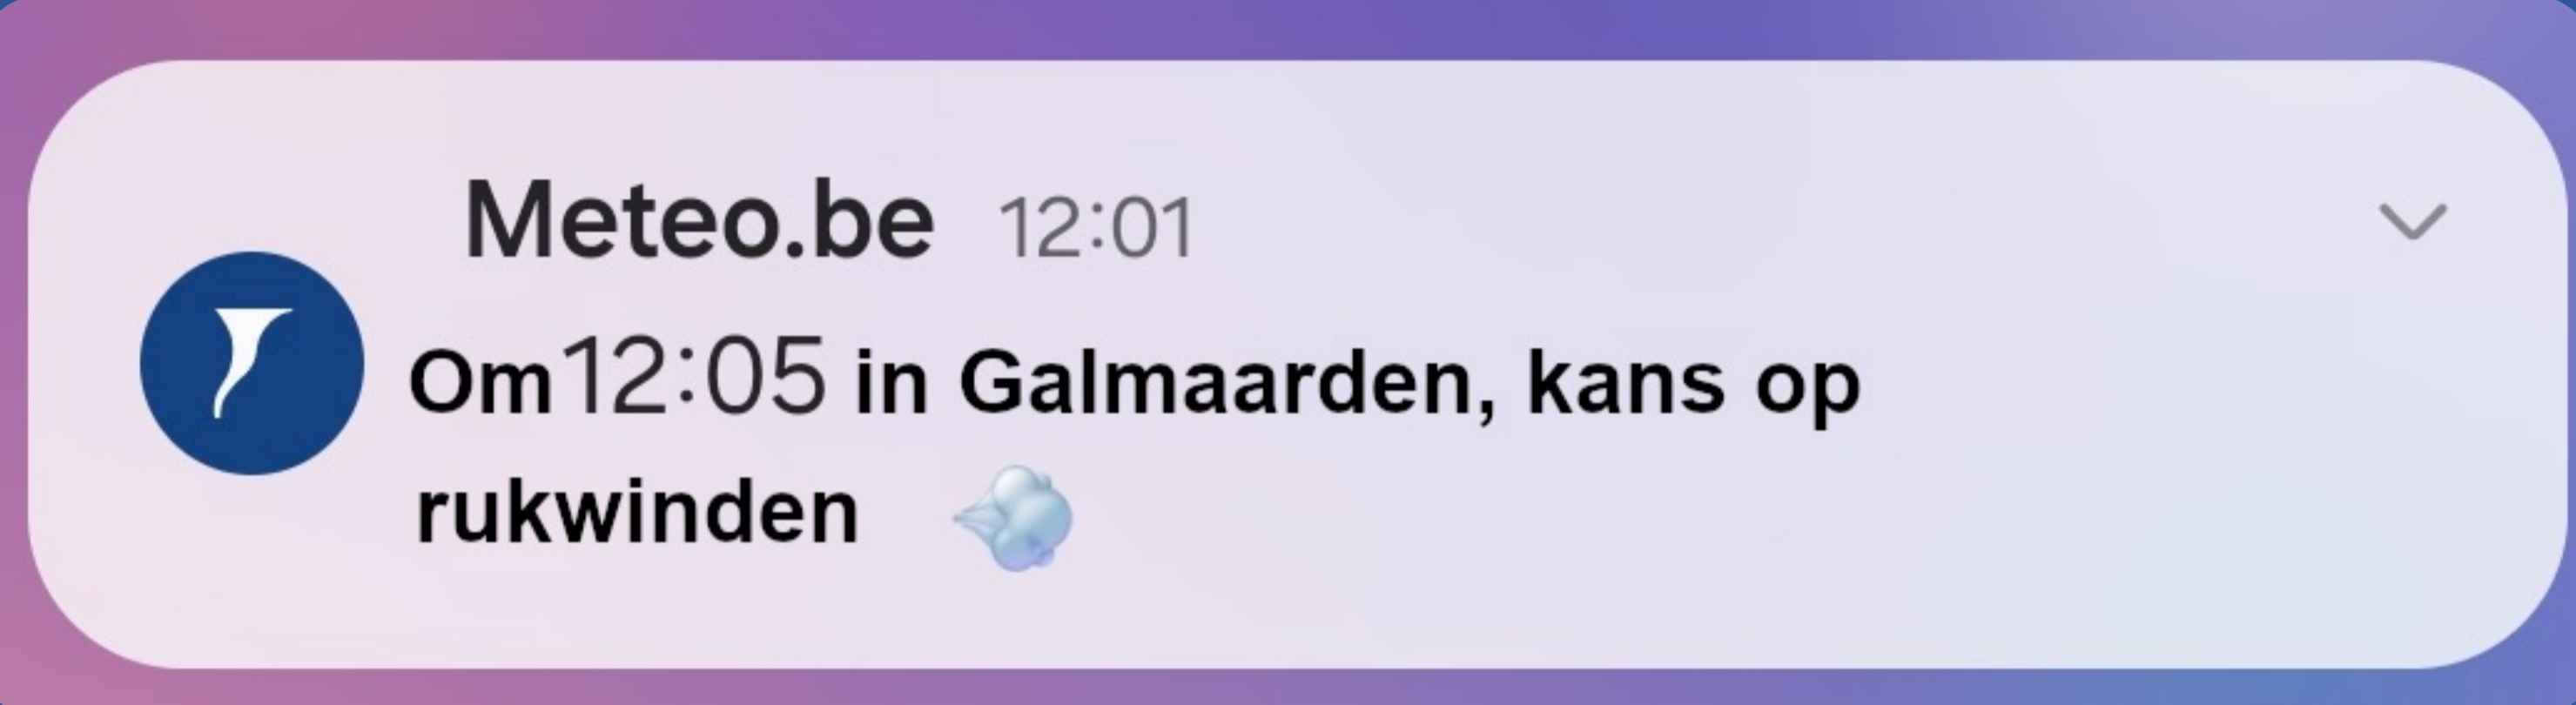 Meteo.be 12:01
Om 12:05 in Galmaarden, kans op
rukwinden 💨